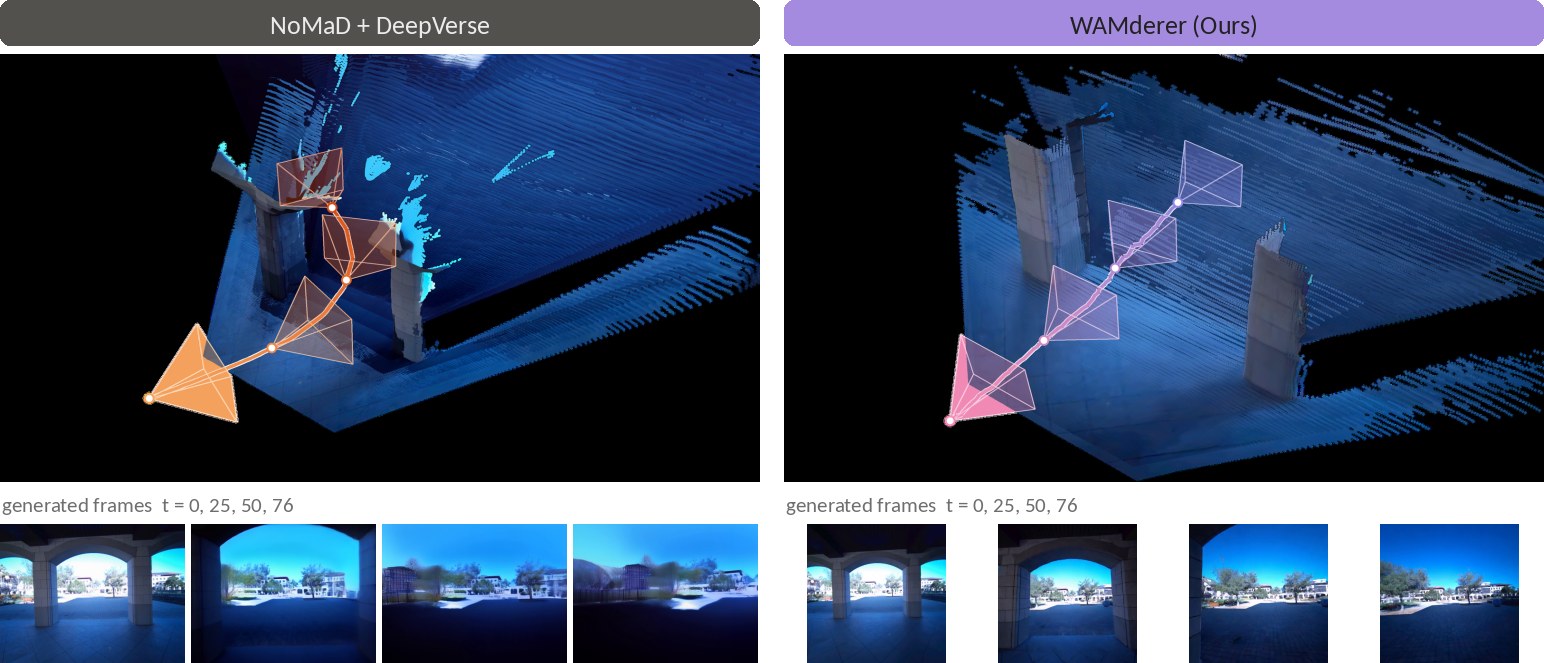 NoMaD + DeepVerse
WAMderer (Ours)
generated frames t = 0, 25, 50, 76
generated frames t = 0, 25, 50, 76